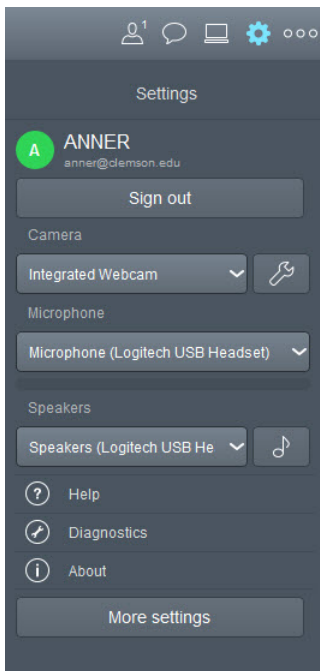 1
Settings
A
ANNER
anner@clemson.edu
Sign out
Camera
Integrated Webcam
Microphone
Microphone (Logitech USB Headset)
Speakers
Speakers (Logitech USB He
? Help
Diagnostics
i About
More settings